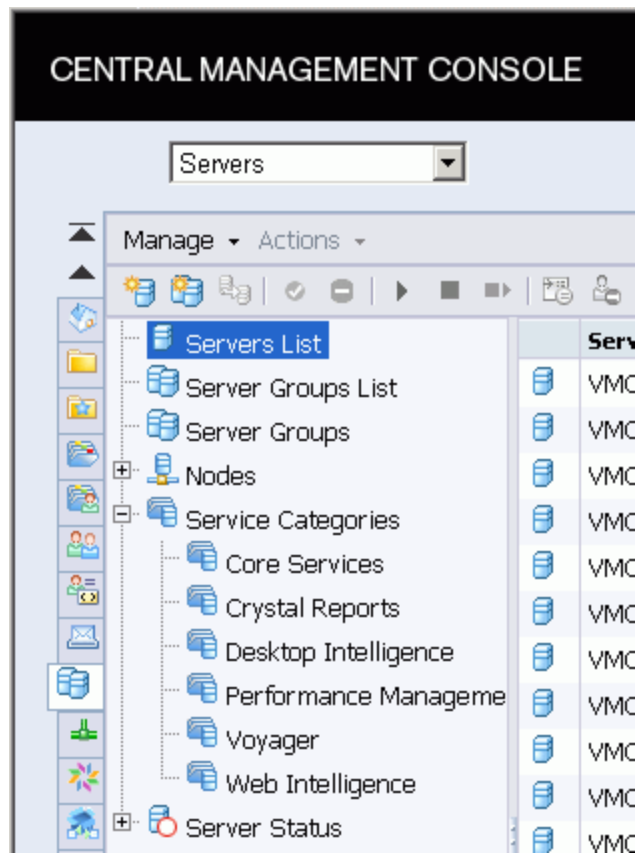 CENTRAL MANAGEMENT CONSOLE
Servers
Manage Actions
Servers List
Server Groups List
Server Groups
Nodes
Service Categories
Core Services
Crystal Reports
Desktop Intelligence
Performance Manageme
Voyager
Web Intelligence
Server Status
Serv
VMC
VMC
VMC
VMC
VMC
VMC
VMC
VMC
VMC
VMC
VMC